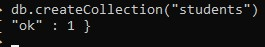 > db.createCollection("students")
{ "ok" : 1 }